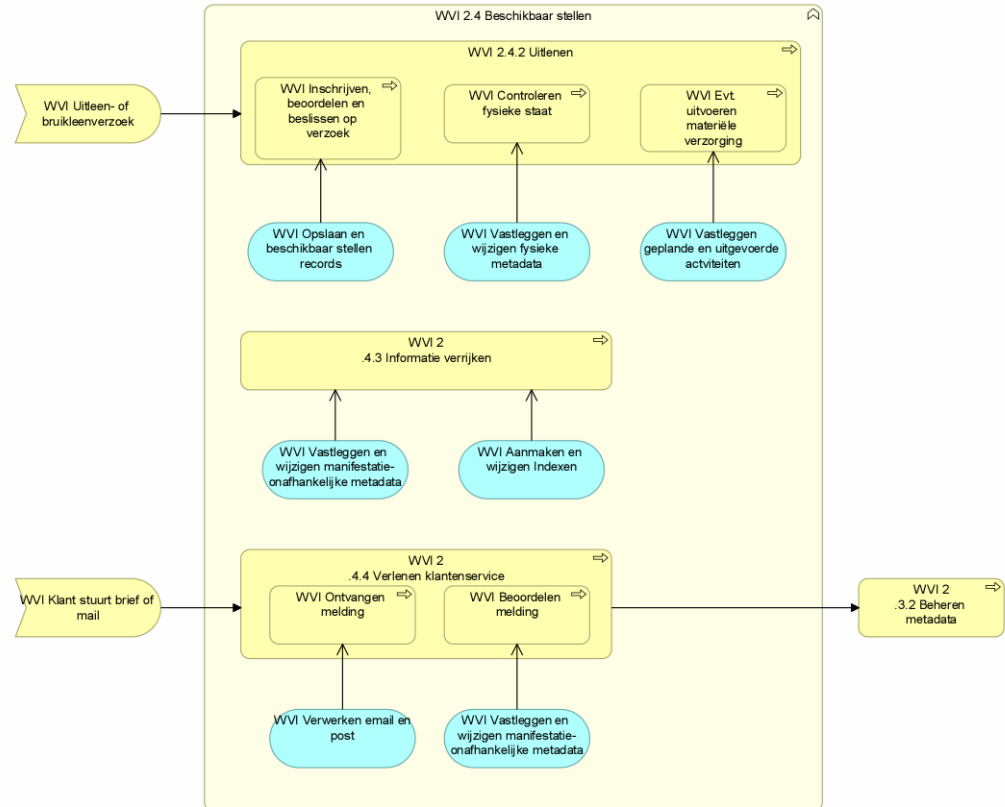 WVI 2.4 Beschikbaar stellen
WVI 2.4.2 Uitlenen
WVI Uitleen- of
bruikleenverzoek
WVI Inschrijven,
beoordelen en
beslissen op
verzoek
WVI Controleren
fysieke staat
WVI Evt.
uitvoeren
materiële
verzorging
WVI Opslaan en
beschikbaar stellen
records
WVI Vastleggen en
wijzigen fysieke
metadata
WVI Vastleggen
geplande en uitgevoerde
actviteiten
WVI 2
.4.3 Informatie verrijken
WVI Vastleggen en
wijzigen manifestatie-
onafhankelijke metadata
WVI Aanmaken en
wijzigen Indexen
WVI 2
.4.4 Verlenen klantenservice
WVI Klant stuurt brief of
mail
WVI Ontvangen
melding
WVI Beoordelen
melding
WVI 2
.3.2 Beheren
metadata
WVI Verwerken email en
post
WVI Vastleggen en
wijzigen manifestatie-
onafhankelijke metadata